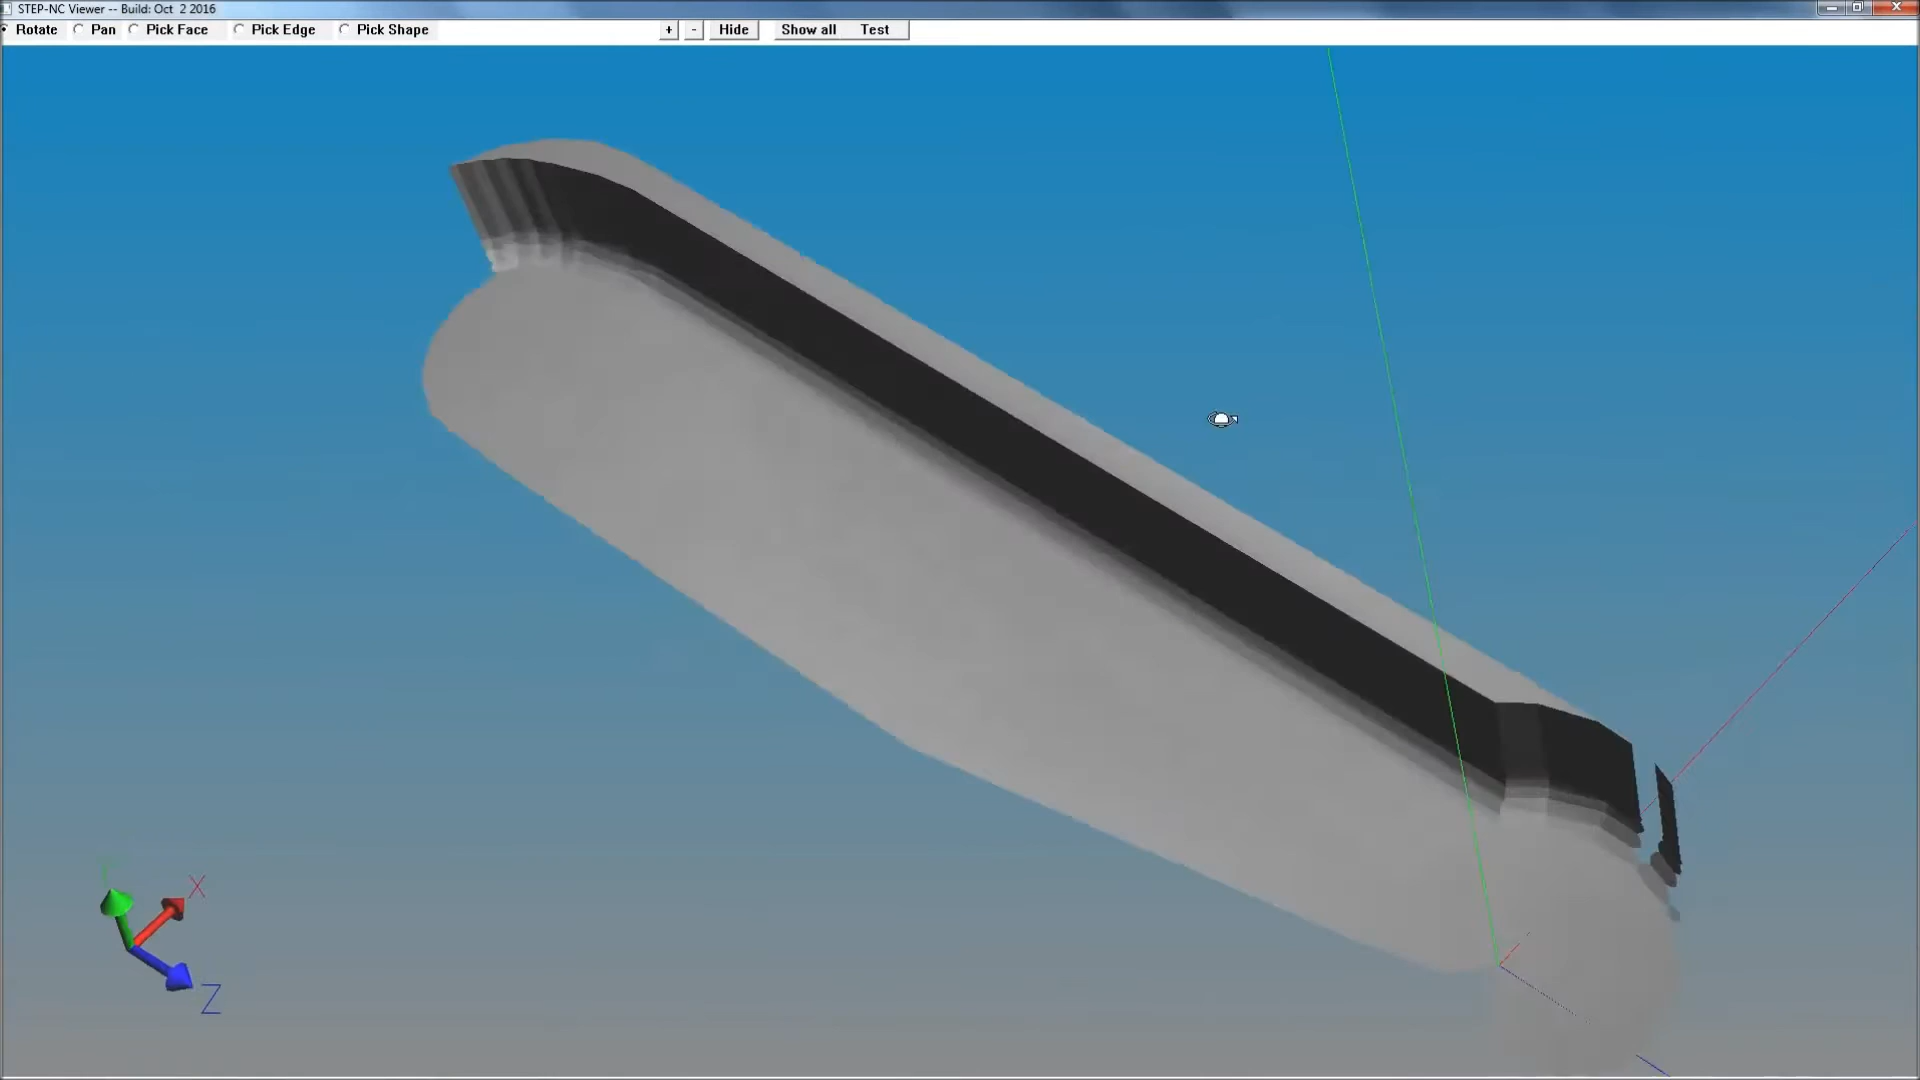 STEP-NC Viewer -- Build: Oct  2 2016
Rotate Pan Pick Face Pick Edge Pick Shape + - Hide Show all Test
X
Z